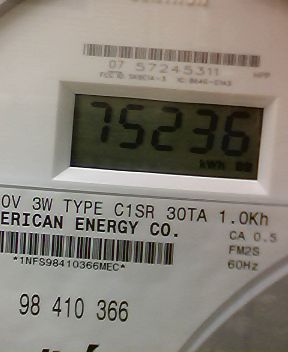 07 57245311
HPP
75236
kWh
0V 3W TYPE C1SR 30TA 1.0Kh
ERICAN ENERGY CO.
CA 0.5
FM2S
60Hz
*1NFS98410366MEC*
98 410 366